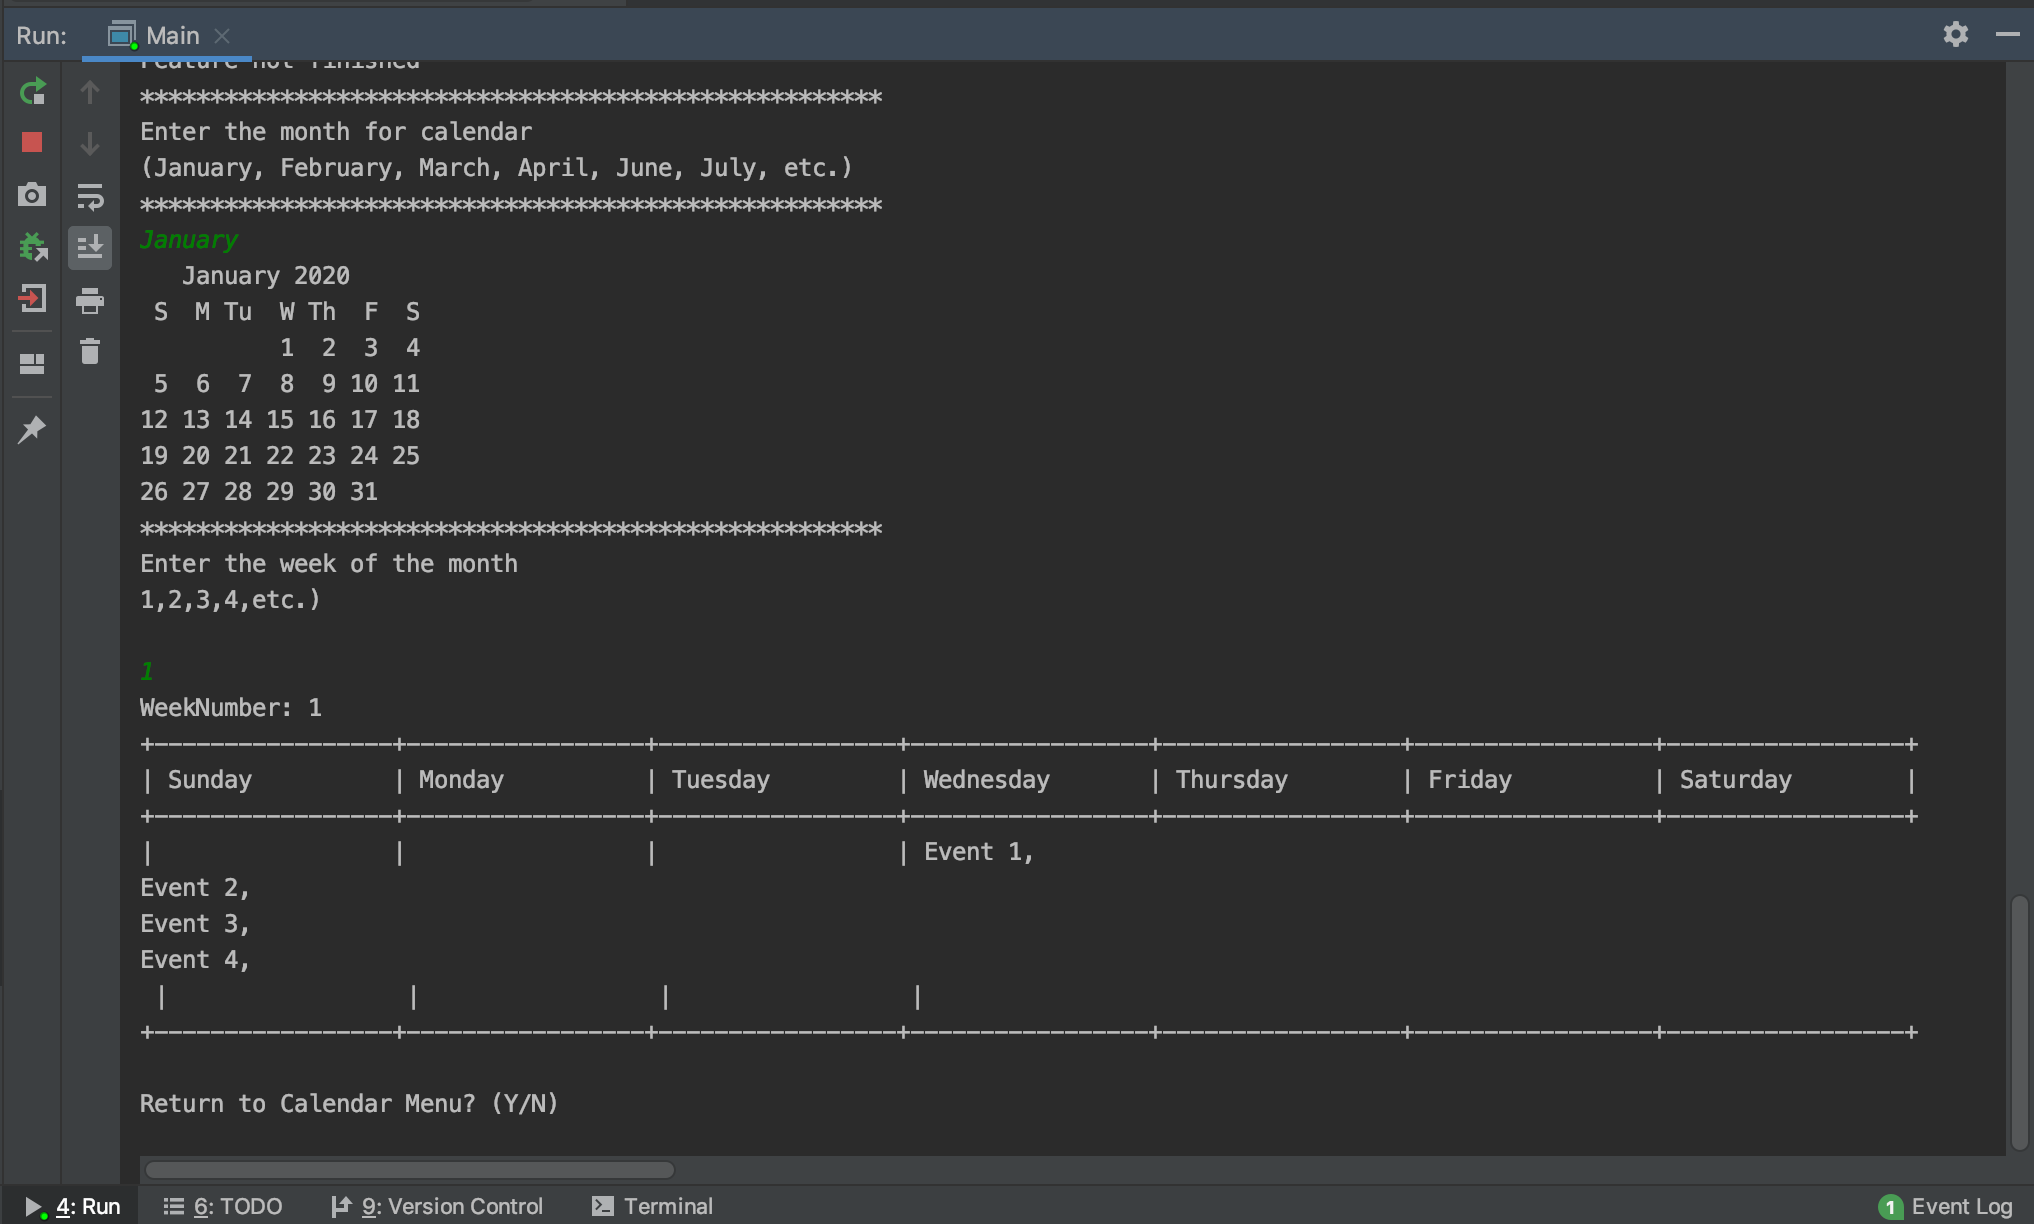 Run: Main
Feature not finished
*****************************************************
Enter the month for calendar
(January, February, March, April, June, July, etc.)
*****************************************************
January
   January 2020
 S  M Tu  W Th  F  S
          1  2  3  4
 5  6  7  8  9 10 11
12 13 14 15 16 17 18
19 20 21 22 23 24 25
26 27 28 29 30 31
*****************************************************
Enter the week of the month
1,2,3,4,etc.)
1
WeekNumber: 1
+-----------------+-----------------+-----------------+-----------------+-----------------+-----------------+-----------------+
| Sunday          | Monday          | Tuesday         | Wednesday       | Thursday        | Friday          | Saturday        |
+-----------------+-----------------+-----------------+-----------------+-----------------+-----------------+-----------------+
|                 |                 |                 | Event 1,
Event 2,
Event 3,
Event 4,
 |                 |                 |                 |
+-----------------+-----------------+-----------------+-----------------+-----------------+-----------------+-----------------+
Return to Calendar Menu? (Y/N)
4: Run 6: TODO 9: Version Control Terminal 1 Event Log